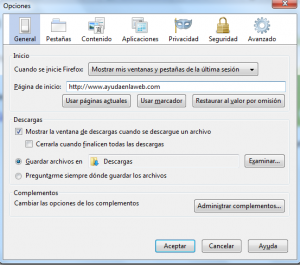 Opciones
General Pestañas Contenido Aplicaciones Privacidad Seguridad Avanzado
Inicio
Cuando se inicie Firefox: Mostrar mis ventanas y pestañas de la última sesión
Página de inicio: http://www.ayudaenlaweb.com
Usar páginas actuales Usar marcador Restaurar al valor por omisión
Descargas
Mostrar la ventana de descargas cuando se descargue un archivo
Cerrarla cuando finalicen todas las descargas
Guardar archivos en Descargas Examinar...
Preguntarme siempre dónde guardar los archivos
Complementos
Cambiar las opciones de los complementos Administrar complementos...
Aceptar Cancelar Ayuda